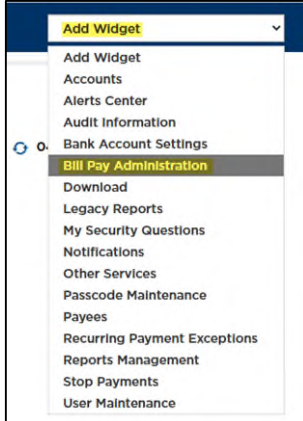 Add Widget
Add Widget
Accounts
Alerts Center
Audit Information
Bank Account Settings
Bill Pay Administration
Download
Legacy Reports
My Security Questions
Notifications
Other Services
Passcode Maintenance
Payees
Recurring Payment Exceptions
Reports Management
Stop Payments
User Maintenance